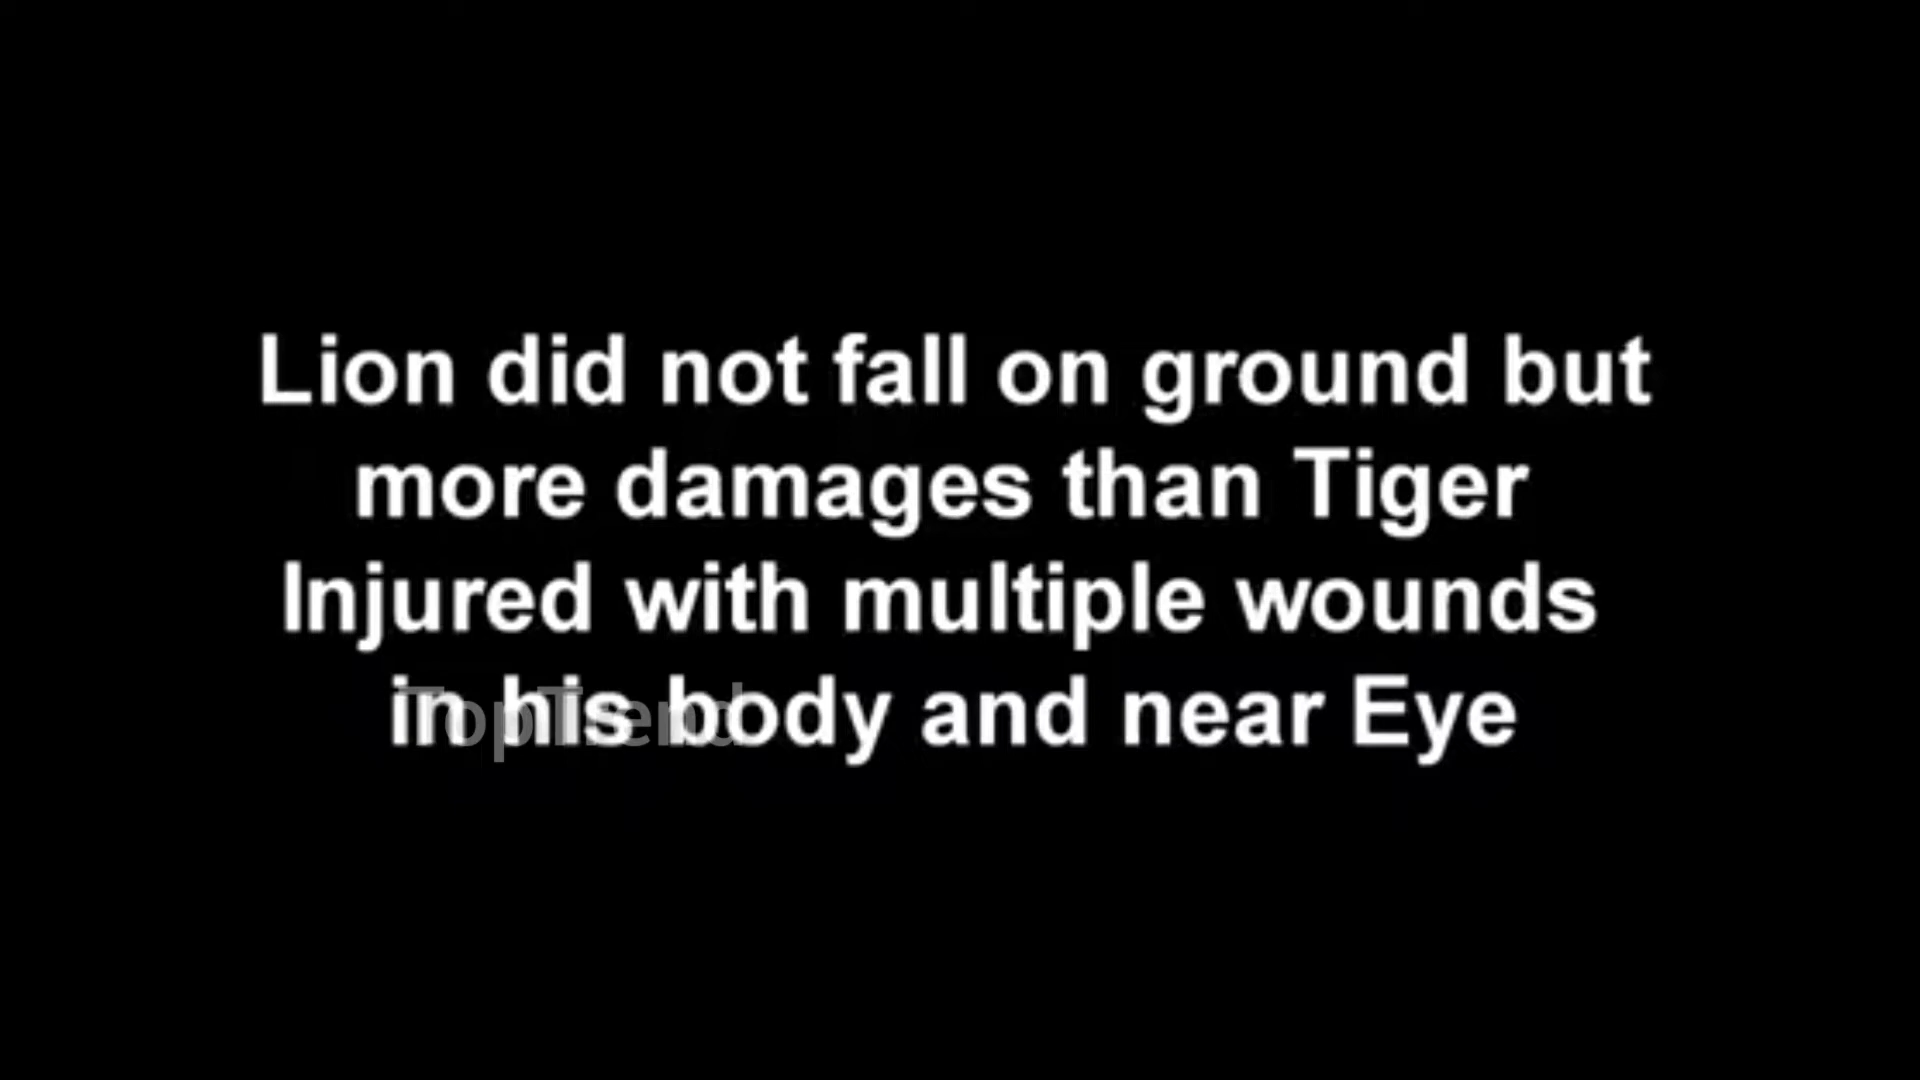 Lion did not fall on ground but
more damages than Tiger
Injured with multiple wounds
in his body and near Eye
TopTrend